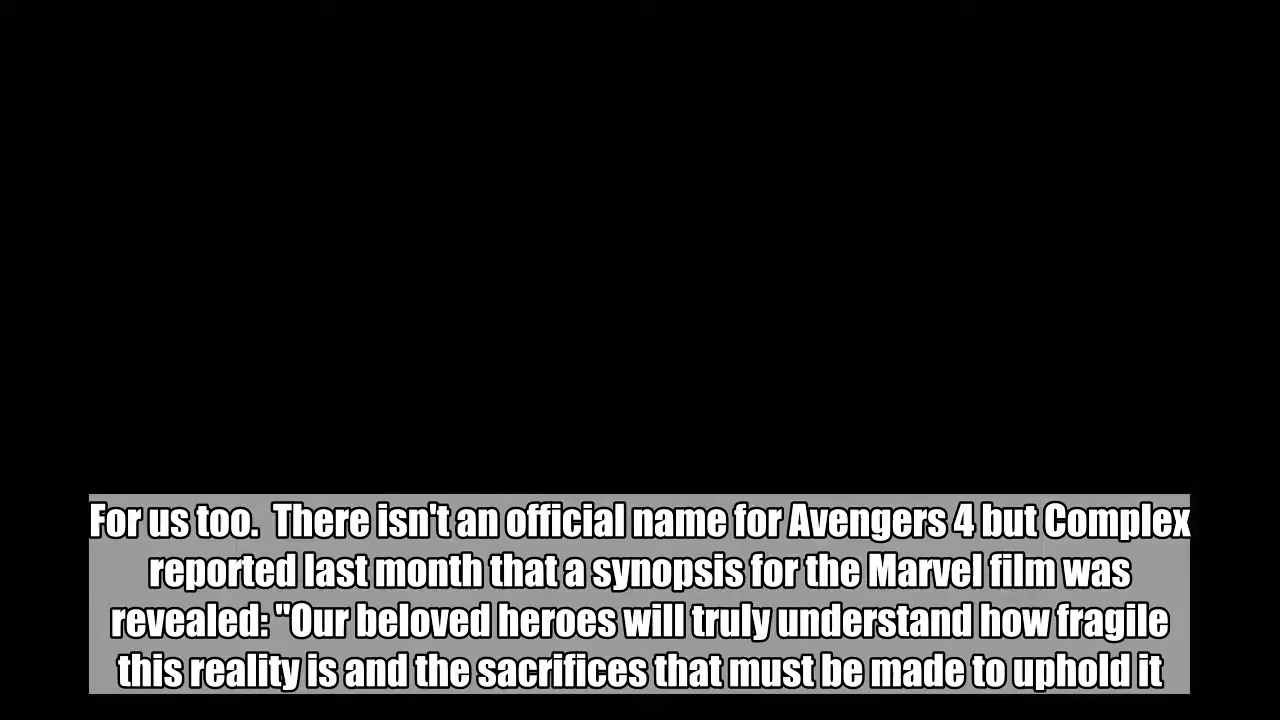 For us too.  There isn't an official name for Avengers 4 but Complex
reported last month that a synopsis for the Marvel film was
revealed: "Our beloved heroes will truly understand how fragile
this reality is and the sacrifices that must be made to uphold it